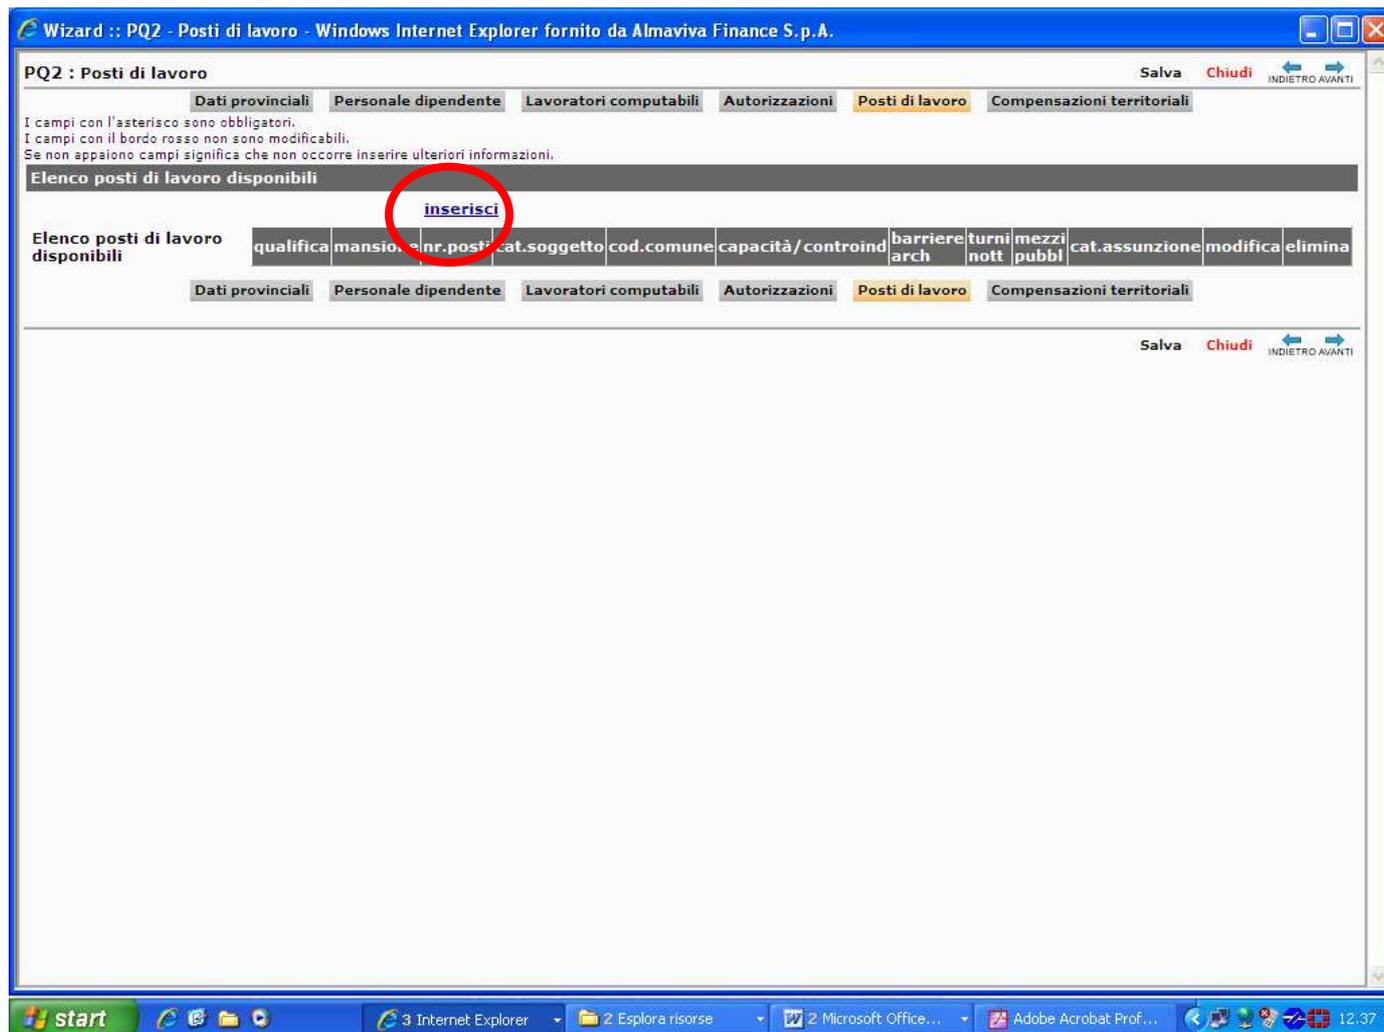 Wizard :: PQ2 - Posti di lavoro - Windows Internet Explorer fornito da Almaviva Finance S.p.A.
PQ2 : Posti di lavoro Salva Chiudi INDIETRO AVANTI
Dati provinciali Personale dipendente Lavoratori computabili Autorizzazioni Posti di lavoro Compensazioni territoriali
I campi con l'asterisco sono obbligatori.
I campi con il bordo rosso non sono modificabili.
Se non appaiono campi significa che non occorre inserire ulteriori informazioni.
Elenco posti di lavoro disponibili
inserisci
Elenco posti di lavoro disponibili qualifica mansione nr.posti cat.soggetto cod.comune capacità/controind barriere arch turni nott mezzi pubbl cat.assunzione modifica elimina
Dati provinciali Personale dipendente Lavoratori computabili Autorizzazioni Posti di lavoro Compensazioni territoriali
Salva Chiudi INDIETRO AVANTI
start 3 Internet Explorer 2 Esplora risorse 2 Microsoft Office... Adobe Acrobat Prof... 12.37